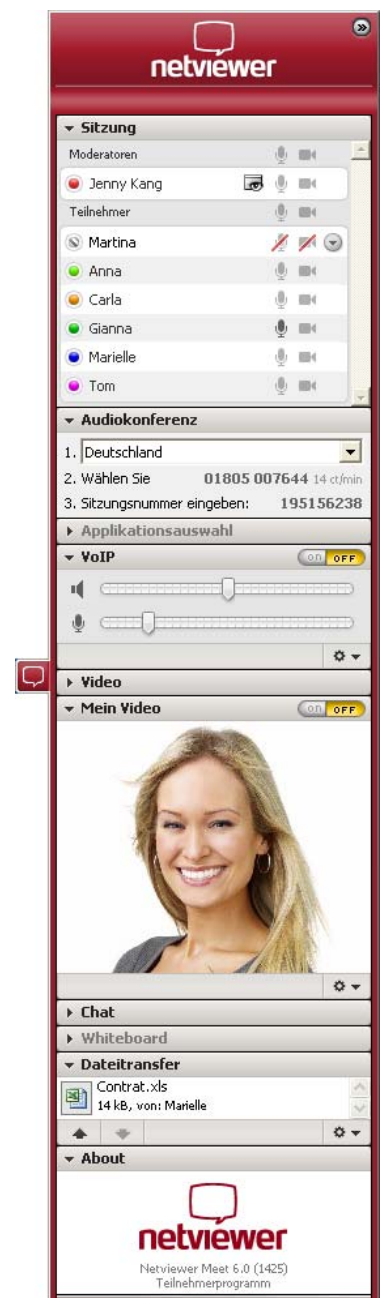 netviewer
Sitzung
Moderatoren
Jenny Kang
Teilnehmer
Martina
Anna
Carla
Gianna
Marielle
Tom
Audiokonferenz
1. Deutschland
2. Wählen Sie 01805 007644 14 ct/min
3. Sitzungsnummer eingeben: 195156238
Applikationsauswahl
VoIP on OFF
Video
Mein Video on OFF
Chat
Whiteboard
Dateitransfer
Contrat.xls
14 kB, von: Marielle
About
netviewer
Netviewer Meet 6.0 (1425)
Teilnehmerprogramm